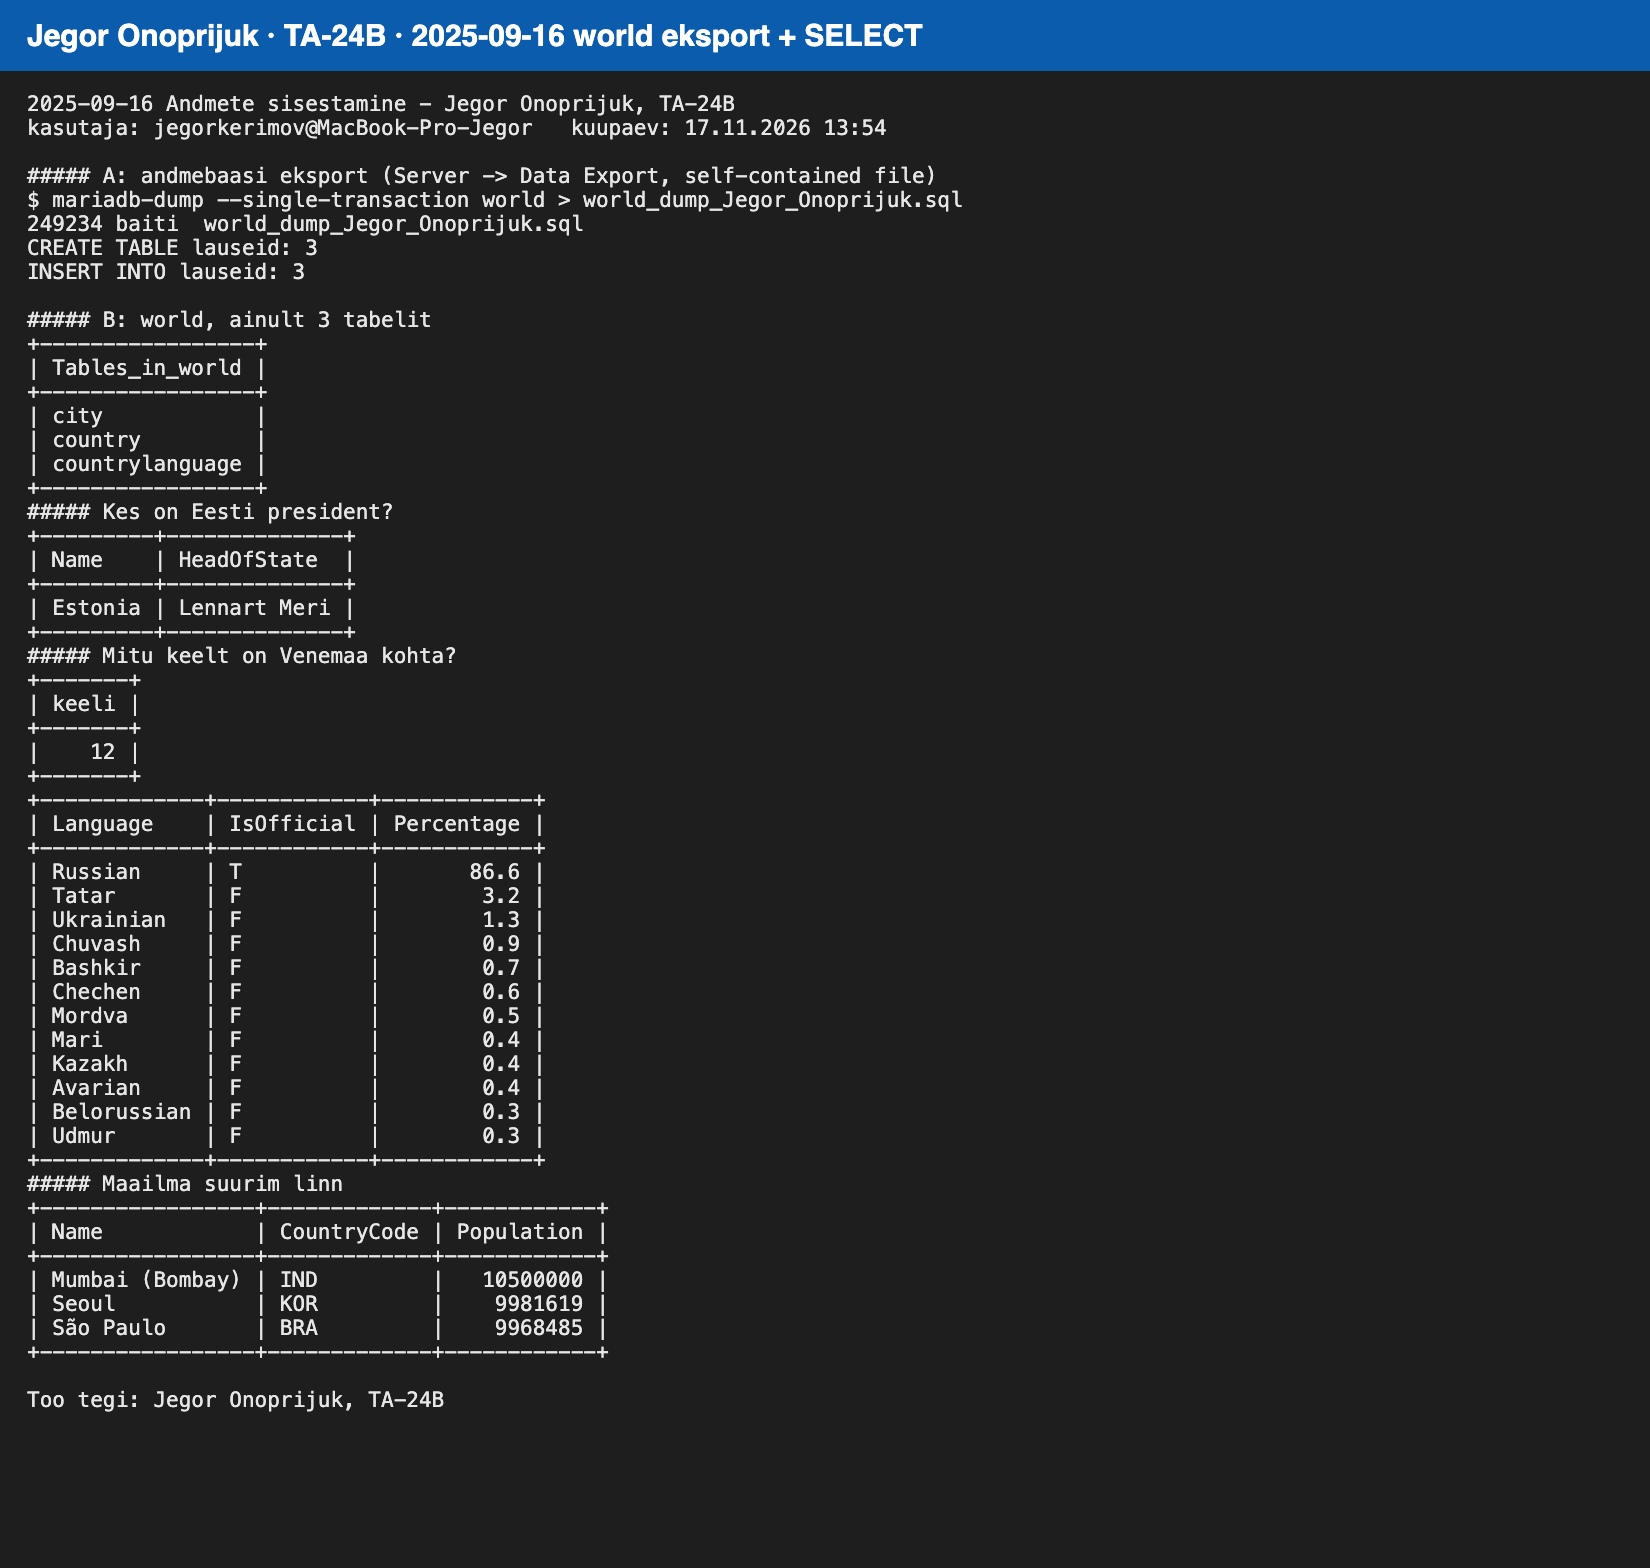 Jegor Onoprijuk · TA-24B · 2025-09-16 world eksport + SELECT
2025-09-16 Andmete sisestamine - Jegor Onoprijuk, TA-24B
kasutaja: jegorkerimov@MacBook-Pro-Jegor   kuupaev: 17.11.2026 13:54
##### A: andmebaasi eksport (Server -> Data Export, self-contained file)
$ mariadb-dump --single-transaction world > world_dump_Jegor_Onoprijuk.sql
249234 baiti  world_dump_Jegor_Onoprijuk.sql
CREATE TABLE lauseid: 3
INSERT INTO lauseid: 3
##### B: world, ainult 3 tabelit
+-----------------+
| Tables_in_world |
+-----------------+
| city            |
| country         |
| countrylanguage |
+-----------------+
##### Kes on Eesti president?
+---------+--------------+
| Name    | HeadOfState  |
+---------+--------------+
| Estonia | Lennart Meri |
+---------+--------------+
##### Mitu keelt on Venemaa kohta?
+-------+
| keeli |
+-------+
|    12 |
+-------+
+-------------+------------+------------+
| Language    | IsOfficial | Percentage |
+-------------+------------+------------+
| Russian     | T          |       86.6 |
| Tatar       | F          |        3.2 |
| Ukrainian   | F          |        1.3 |
| Chuvash     | F          |        0.9 |
| Bashkir     | F          |        0.7 |
| Chechen     | F          |        0.6 |
| Mordva      | F          |        0.5 |
| Mari        | F          |        0.4 |
| Kazakh      | F          |        0.4 |
| Avarian     | F          |        0.4 |
| Belorussian | F          |        0.3 |
| Udmur       | F          |        0.3 |
+-------------+------------+------------+
##### Maailma suurim linn
+-----------------+-------------+------------+
| Name            | CountryCode | Population |
+-----------------+-------------+------------+
| Mumbai (Bombay) | IND         |   10500000 |
| Seoul           | KOR         |    9981619 |
| São Paulo       | BRA         |    9968485 |
+-----------------+-------------+------------+
Too tegi: Jegor Onoprijuk, TA-24B